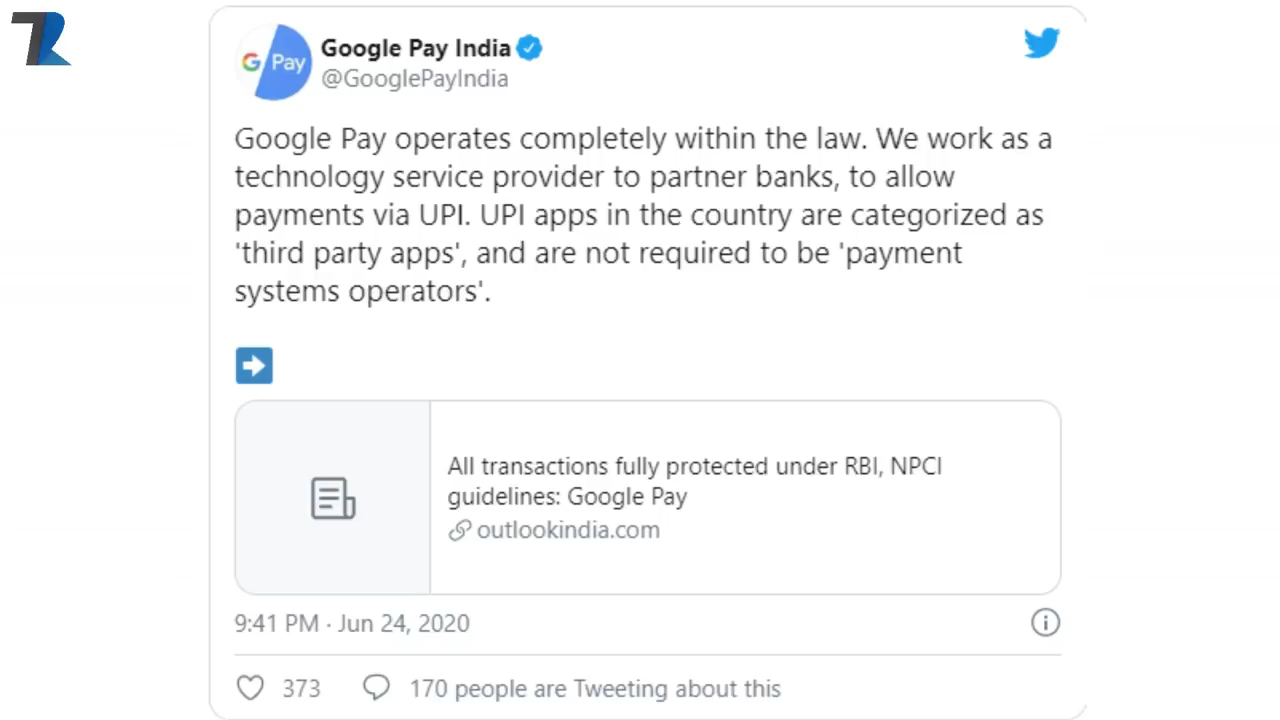 Google Pay India
@GooglePayIndia
G Pay
Google Pay operates completely within the law. We work as a
technology service provider to partner banks, to allow
payments via UPI. UPI apps in the country are categorized as
'third party apps', and are not required to be 'payment
systems operators'.
All transactions fully protected under RBI, NPCI
guidelines: Google Pay
outlookindia.com
9:41 PM · Jun 24, 2020
373
170 people are Tweeting about this